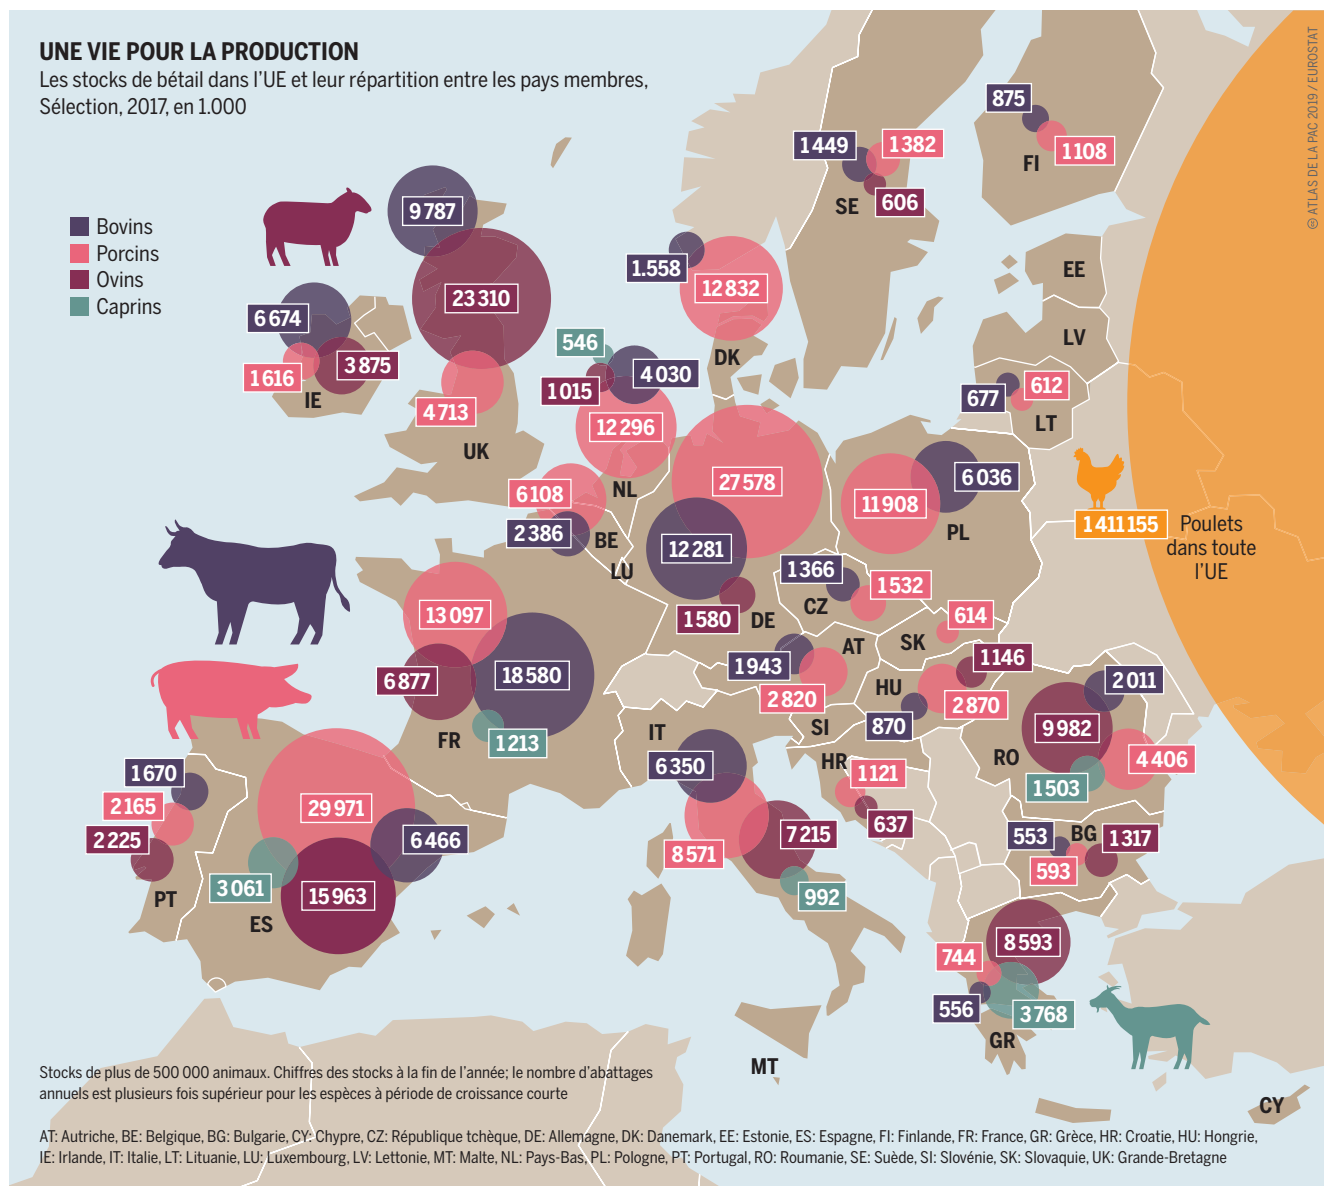 UNE VIE POUR LA PRODUCTION
Les stocks de bétail dans l'UE et leur répartition entre les pays membres,
Sélection, 2017, en 1.000
© ATLAS DE LA PAC 2019 / EUROSTAT
Bovins
Porcins
Ovins
Caprins
875
1108
FI
1449
1382
606
SE
9787
23310
4713
UK
6674
1616
3875
IE
1.558
12832
DK
EE
LV
677
612
LT
546
1015
4030
12296
NL
6108
2386
BE
LU
27578
12281
1580
DE
11908
6036
PL
1411155
Poulets
dans toute
l'UE
1366
1532
CZ
614
SK
1943
2820
AT
1146
2870
870
HU
SI
13097
18580
6877
1213
FR
2011
9982
4406
1503
RO
IT
6350
8571
7215
992
HR
1121
637
1670
2165
2225
PT
29971
6466
3061
15963
ES
553
BG
1317
593
8593
744
556
3768
GR
MT
CY
Stocks de plus de 500 000 animaux. Chiffres des stocks à la fin de l'année; le nombre d'abattages
annuels est plusieurs fois supérieur pour les espèces à période de croissance courte
AT: Autriche, BE: Belgique, BG: Bulgarie, CY: Chypre, CZ: République tchèque, DE: Allemagne, DK: Danemark, EE: Estonie, ES: Espagne, FI: Finlande, FR: France, GR: Grèce, HR: Croatie, HU: Hongrie,
IE: Irlande, IT: Italie, LT: Lituanie, LU: Luxembourg, LV: Lettonie, MT: Malte, NL: Pays-Bas, PL: Pologne, PT: Portugal, RO: Roumanie, SE: Suède, SI: Slovénie, SK: Slovaquie, UK: Grande-Bretagne